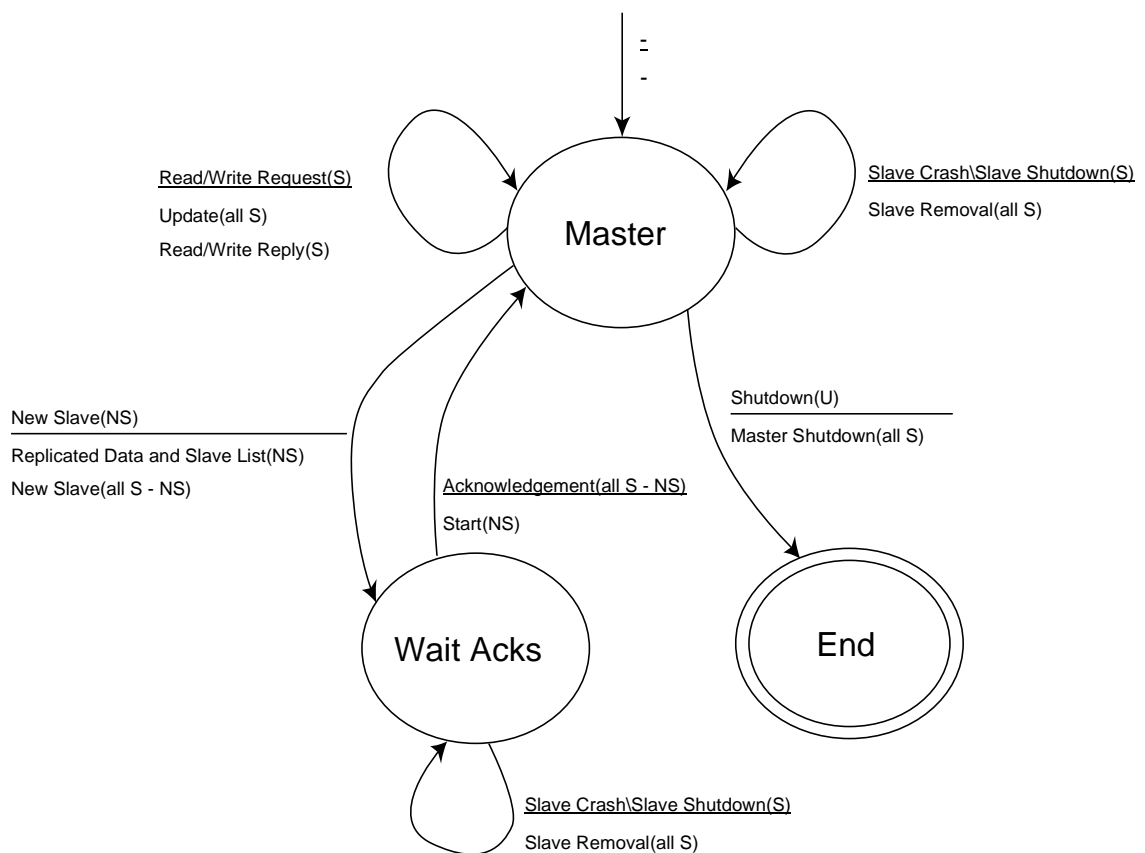 -
-
Read/Write Request(S)
Update(all S)
Read/Write Reply(S)
Slave Crash\Slave Shutdown(S)
Slave Removal(all S)
Master
New Slave(NS)
Replicated Data and Slave List(NS)
New Slave(all S - NS)
Acknowledgement(all S - NS)
Start(NS)
Shutdown(U)
Master Shutdown(all S)
Wait Acks
End
Slave Crash\Slave Shutdown(S)
Slave Removal(all S)